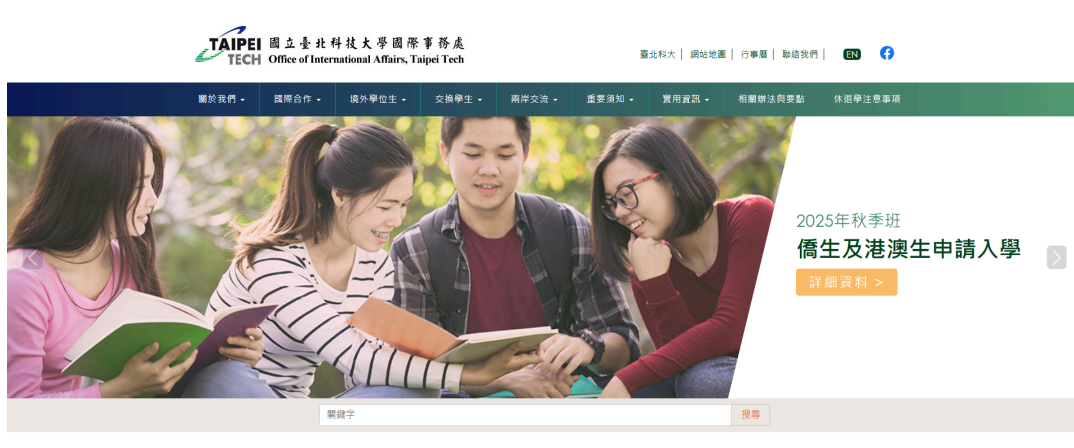 TAIPEI
TECH
國立臺北科技大學國際事務處
Office of International Affairs, Taipei Tech
臺北科大 | 網站地圖 | 行事曆 | 聯絡我們 |
EN
關於我們
國際合作
境外學位生
交換學生
兩岸交流
重要須知
實用資訊
相關辦法與要點
休退學注意事項
2025年秋季班
僑生及港澳生申請入學
詳細資料 >
關鍵字
搜尋